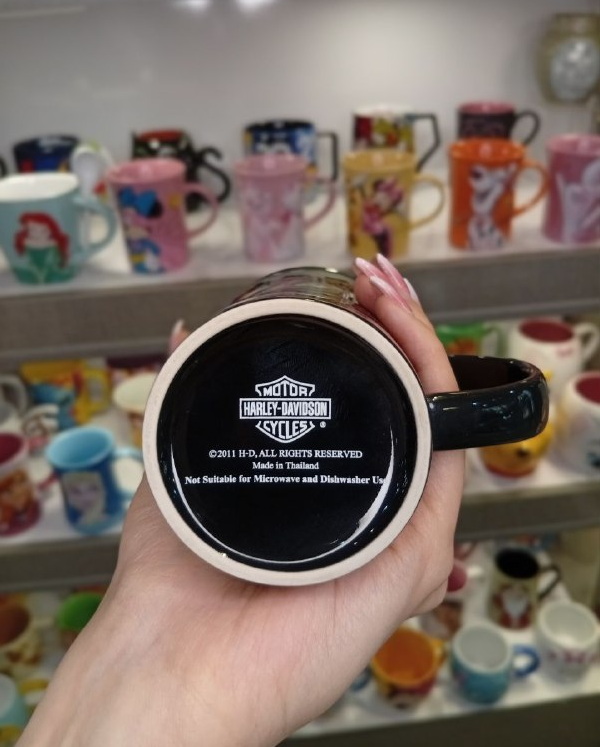 MOTOR
HARLEY-DAVIDSON
CYCLES ®
©2011 H-D, ALL RIGHTS RESERVED
Made in Thailand
Not Suitable for Microwave and Dishwasher Use